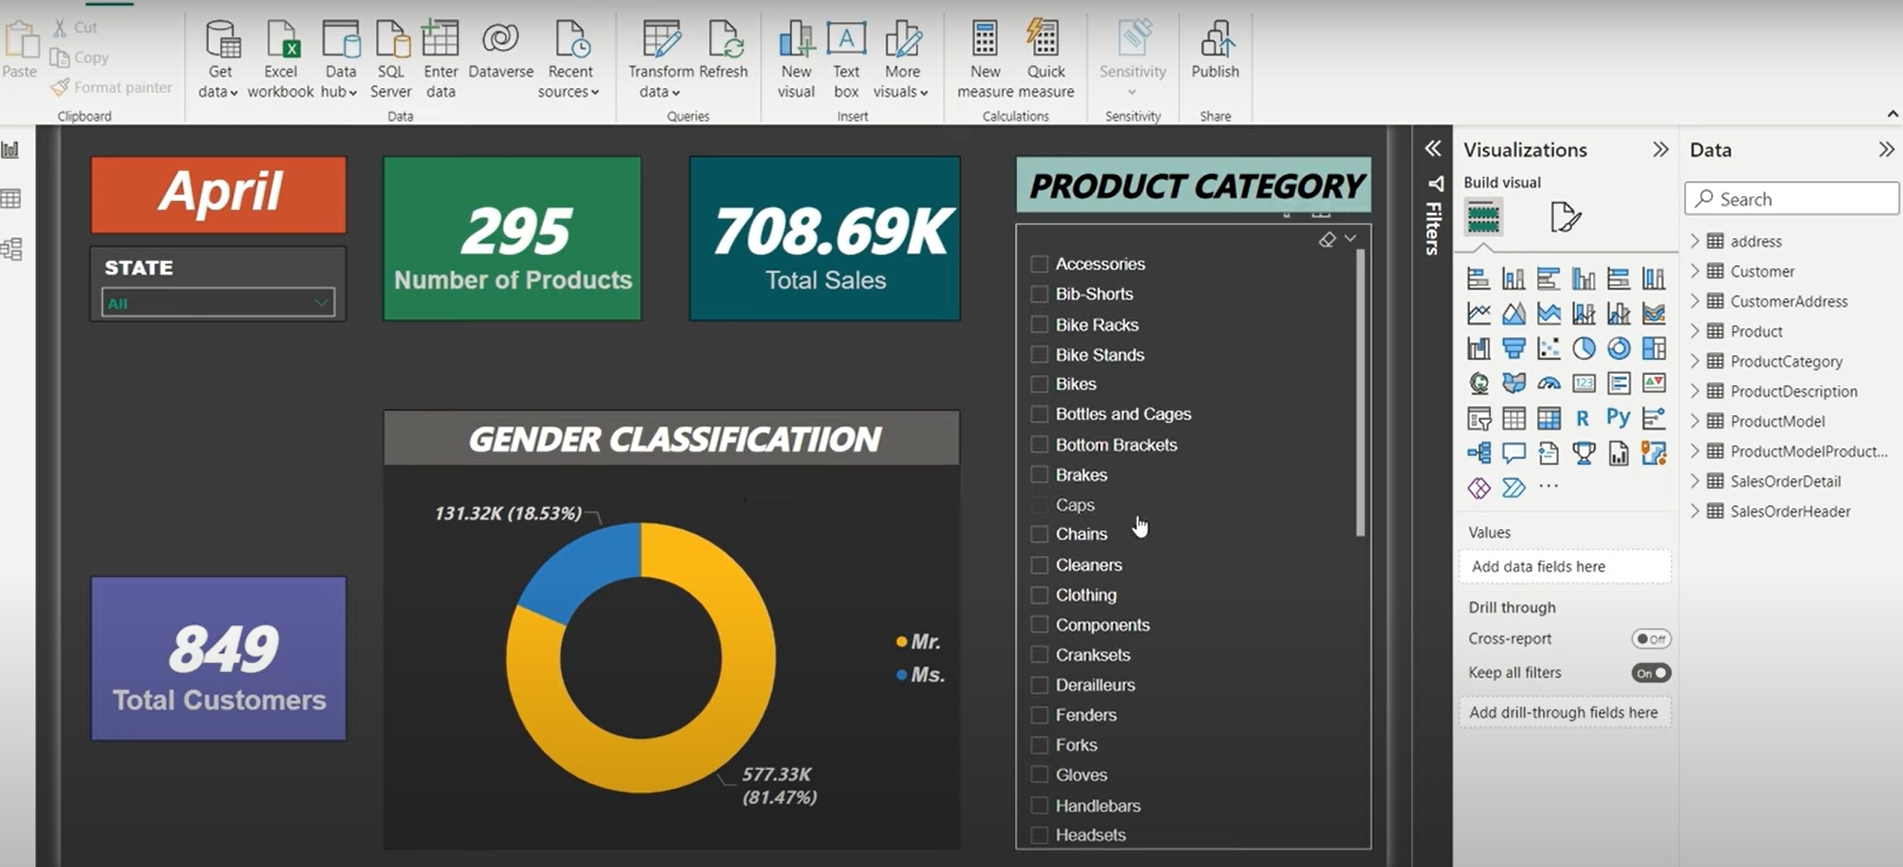 Cut
Copy
Format painter
Paste
Clipboard
Get data
Excel workbook
Data hub
SQL Server
Enter data
Dataverse
Recent sources
Data
Transform data
Refresh
Queries
New visual
Text box
More visuals
Insert
New measure
Quick measure
Calculations
Sensitivity
Sensitivity
Publish
Share
April
STATE
All
295
Number of Products
708.69K
Total Sales
849
Total Customers
GENDER CLASSIFICATIION
131.32K (18.53%)
577.33K
(81.47%)
Mr.
Ms.
PRODUCT CATEGORY
Accessories
Bib-Shorts
Bike Racks
Bike Stands
Bikes
Bottles and Cages
Bottom Brackets
Brakes
Caps
Chains
Cleaners
Clothing
Components
Cranksets
Derailleurs
Fenders
Forks
Gloves
Handlebars
Headsets
Filters
Visualizations
Build visual
123
R
Py
Values
Add data fields here
Drill through
Cross-report
Off
Keep all filters
On
Add drill-through fields here
Data
Search
address
Customer
CustomerAddress
Product
ProductCategory
ProductDescription
ProductModel
ProductModelProduct...
SalesOrderDetail
SalesOrderHeader